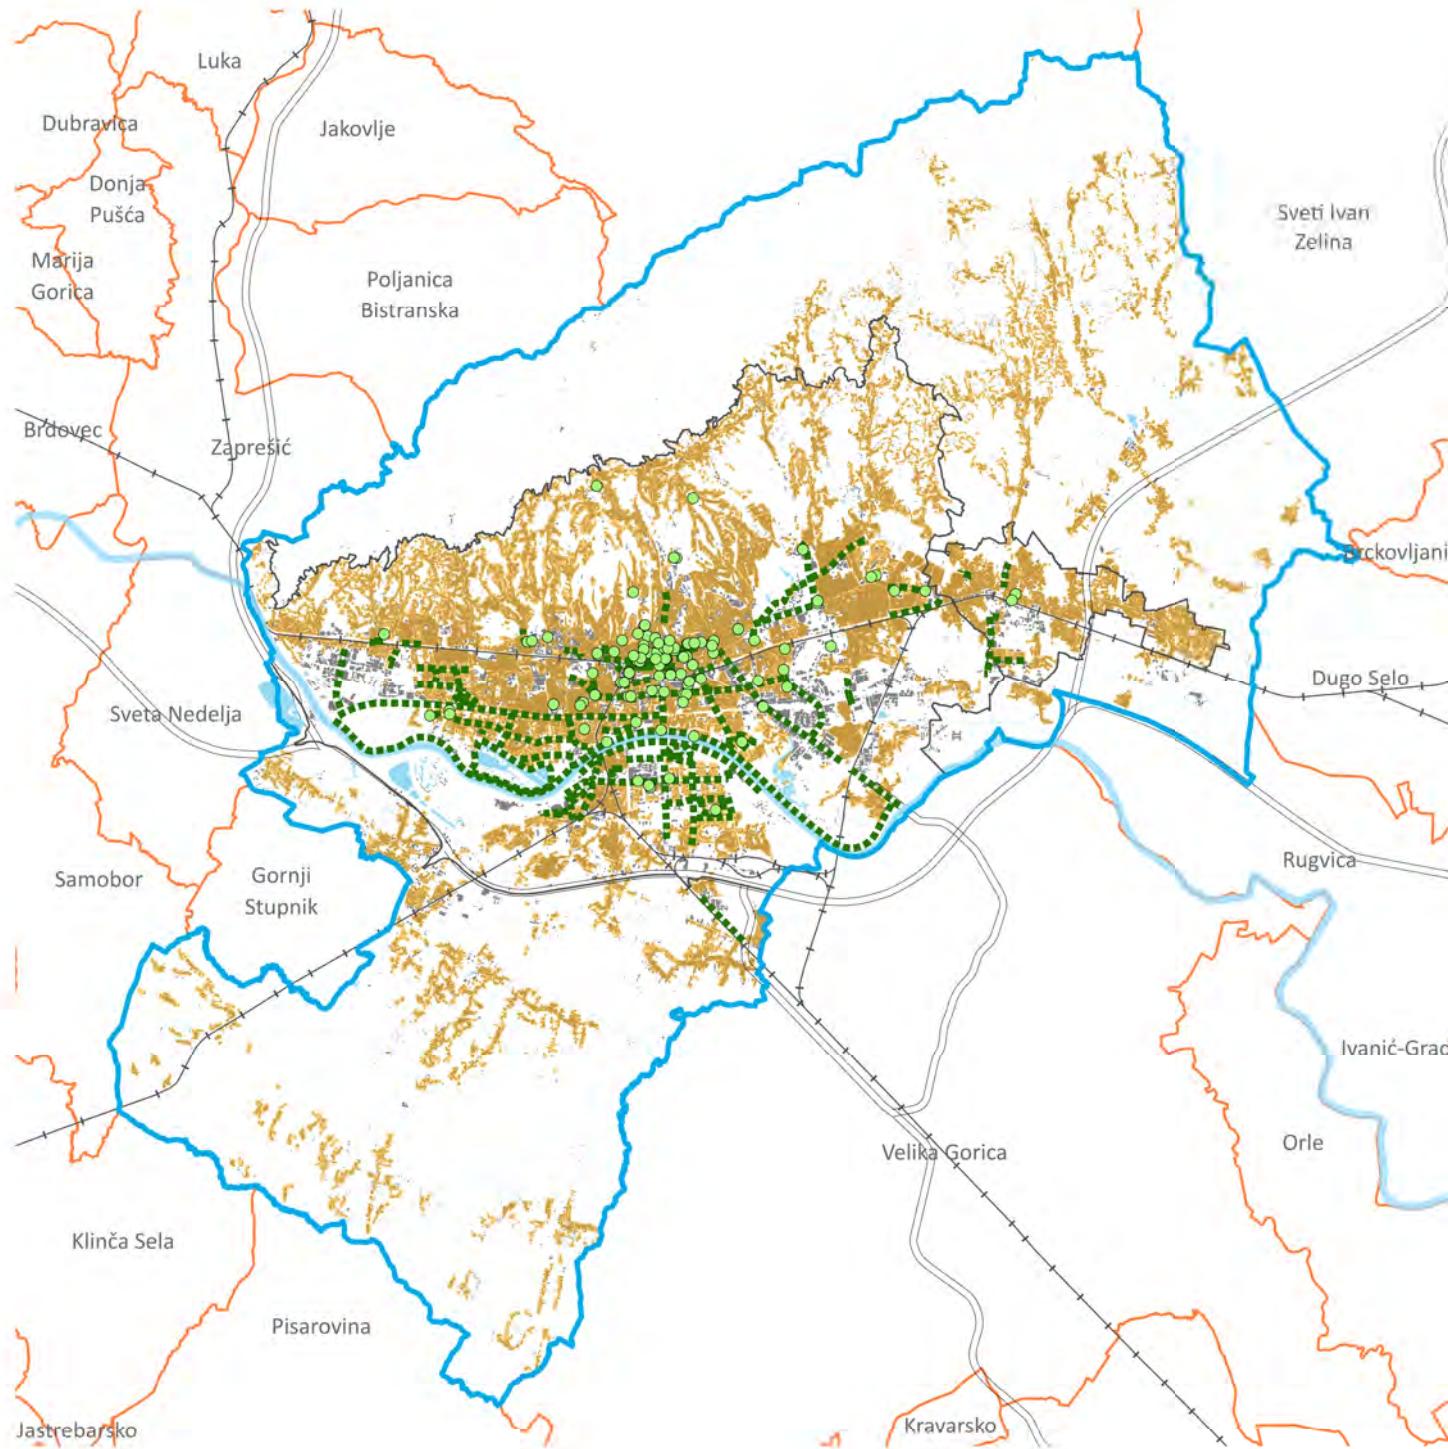 Luka
Dubravica
Jakovlje
Donja
Pušća
Sveti Ivan
Zelina
Marija
Gorica
Poljanica
Bistranska
Brdovec
Zaprešić
Brckovljani
Dugo Selo
Sveta Nedelja
Rugvica
Samobor
Gornji
Stupnik
Ivanić-Grad
Velika Gorica
Orle
Klinča Sela
Pisarovina
Jastrebarsko
Kravarsko